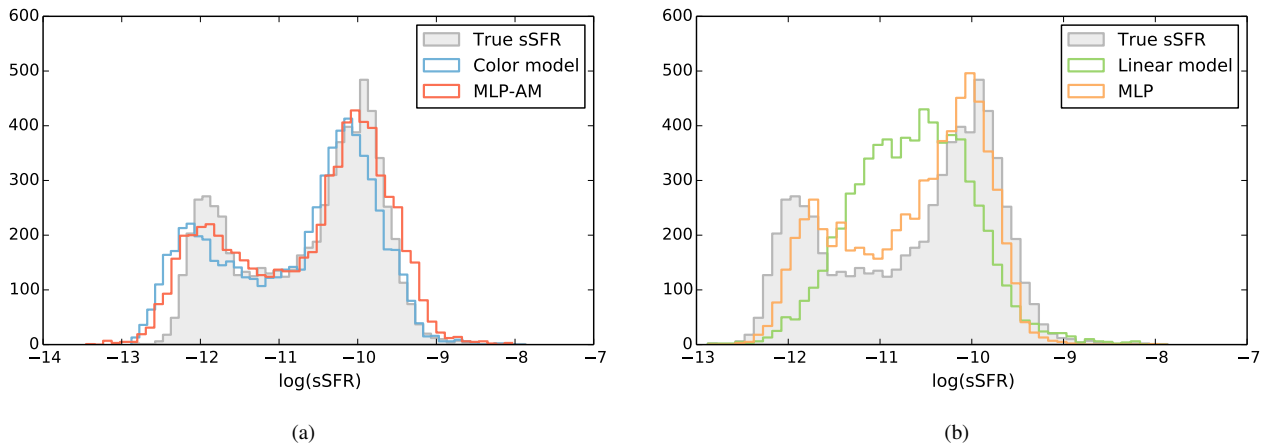 600
500
400
300
200
100
0
−14 −13 −12 −11 −10 −9 −8 −7
log(sSFR)
True sSFR
Color model
MLP-AM
(a)
600
500
400
300
200
100
0
−13 −12 −11 −10 −9 −8 −7
log(sSFR)
True sSFR
Linear model
MLP
(b)